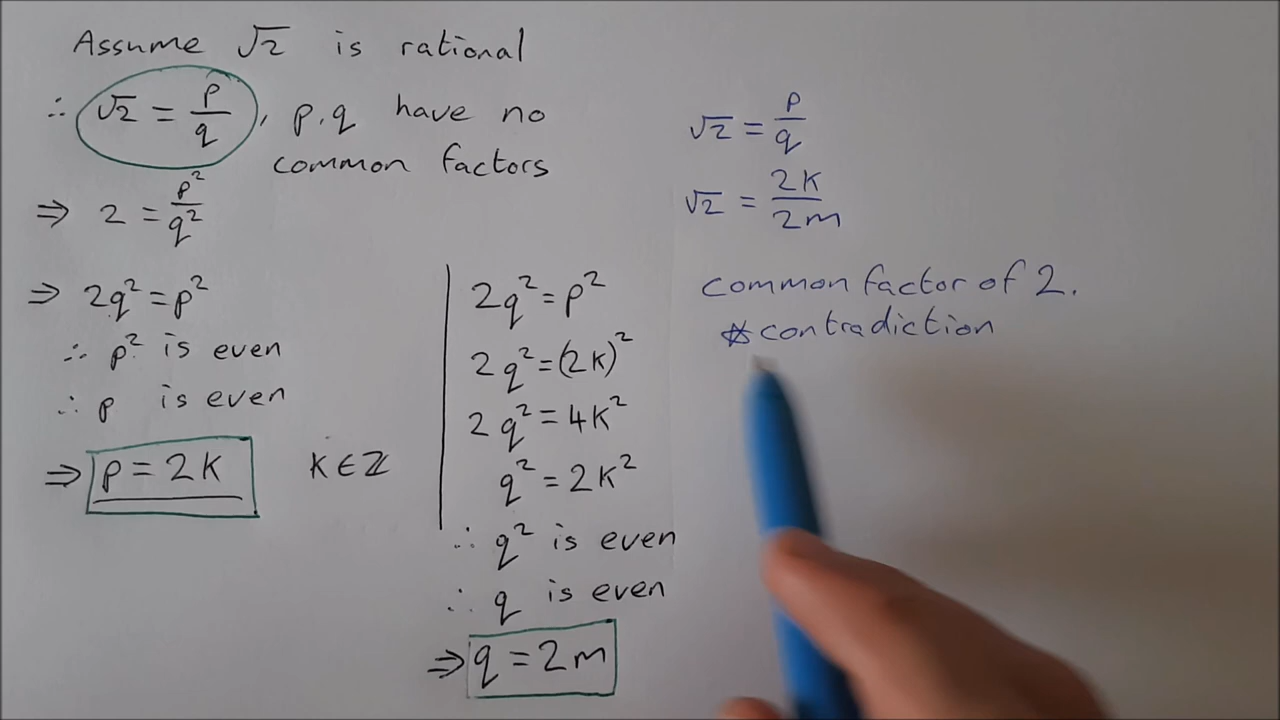 Assume √2 is rational
∴ √2 = p/q, p,q have no
common factors
⇒ 2 = p²/q²
⇒ 2q² = p²
∴ p² is even
∴ p is even
⇒ p = 2k k∈ℤ
2q² = p²
2q² = (2k)²
2q² = 4k²
q² = 2k²
∴ q² is even
∴ q is even
⇒ q = 2m
√2 = p/q
√2 = 2k/2m
common factor of 2.
☆contradiction